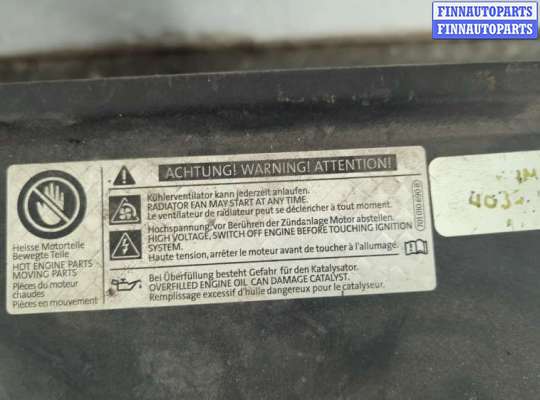 FINNAUTOPARTS
FINNAUTOPARTS
ACHTUNG! WARNING! ATTENTION!
Kühlerventilator kann jederzeit anlaufen.
RADIATOR FAN MAY START AT ANY TIME.
Le ventilateur de radiateur peut se déclencher à tout moment.
Hochspannung, vor Berühren der Zündanlage Motor abstellen.
HIGH VOLTAGE, SWITCH OFF ENGINE BEFORE TOUCHING IGNITION
SYSTEM.
Haute tension, arrêter le moteur avant de toucher à l'allumage.
Bei Überfüllung besteht Gefahr für den Katalysator.
OVERFILLED ENGINE OIL CAN DAMAGE CATALYST.
Remplissage excessif d'huile dangereux pour le catalyseur.
Heisse Motorteile
Bewegte Teile
HOT ENGINE PARTS
MOVING PARTS
Pièces du moteur
chaudes
Pièces en mouvement